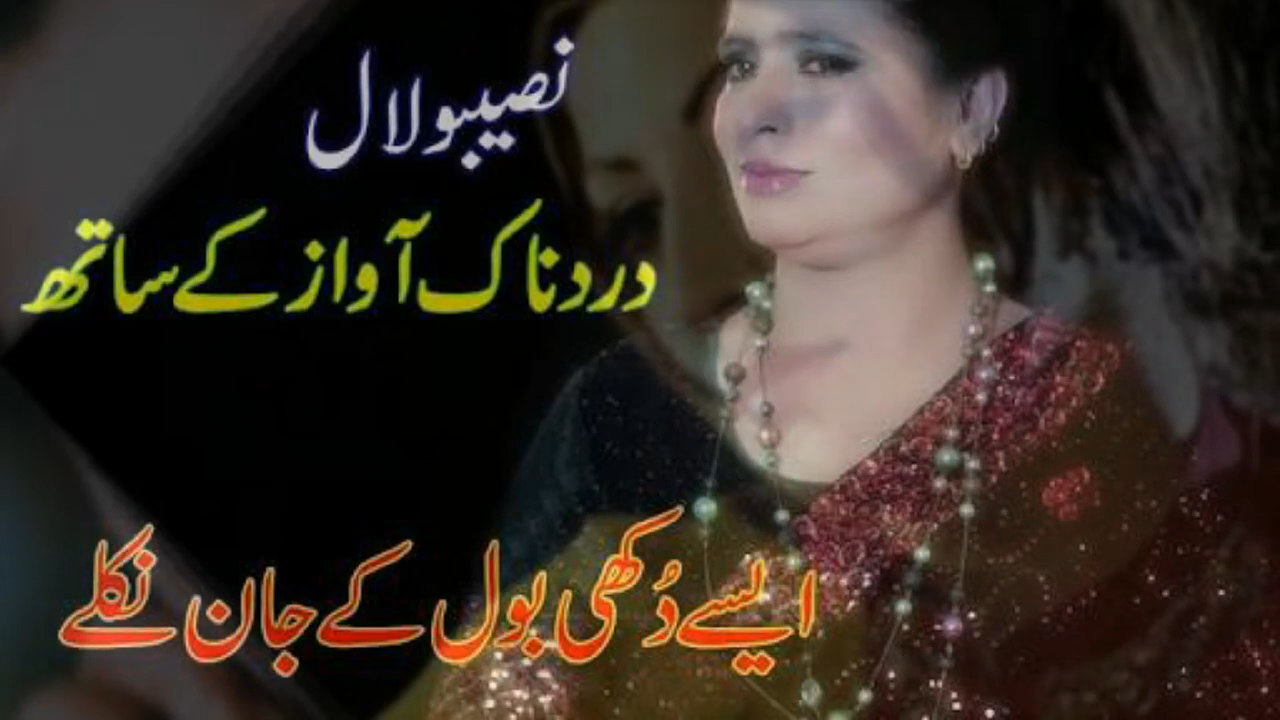 نصیبولال
دردناک آواز کے ساتھ
ایسے دُکھی بول کے جان نکلے